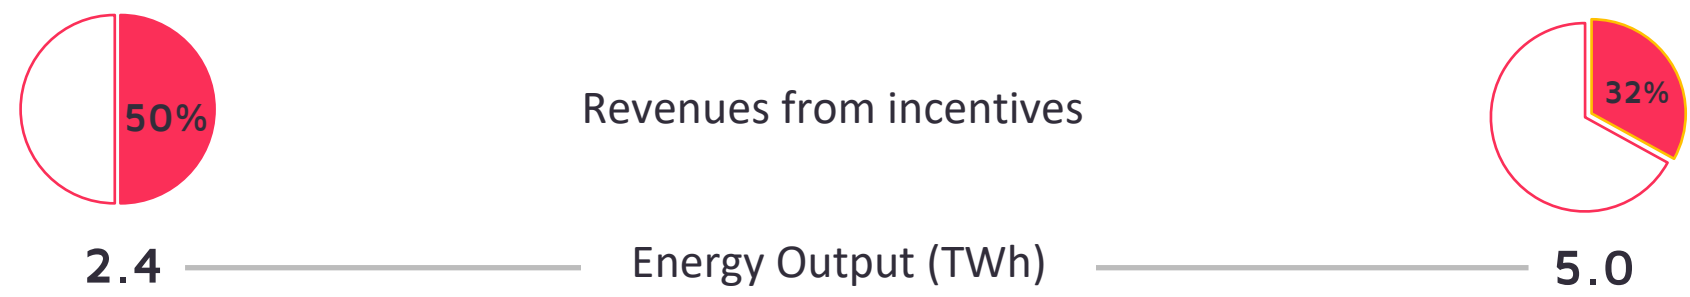 50% Revenues from incentives 32%
2.4 Energy Output (TWh) 5.0